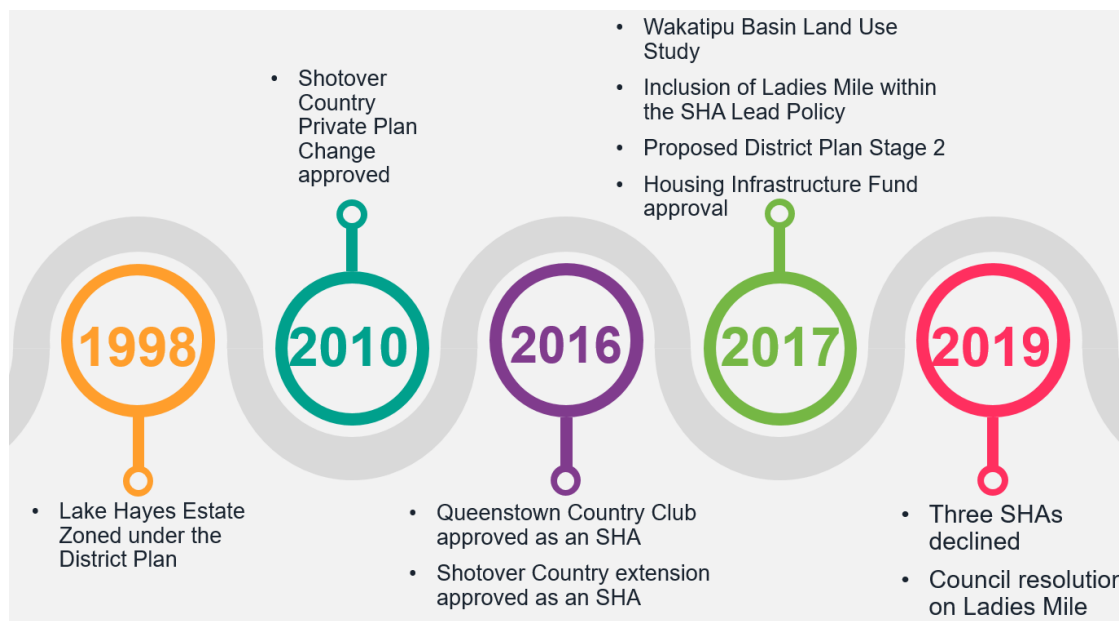 1998
• Lake Hayes Estate
Zoned under the
District Plan
• Shotover
Country
Private Plan
Change
approved
2010
2016
• Queenstown Country Club
approved as an SHA
• Shotover Country extension
approved as an SHA
• Wakatipu Basin Land Use
Study
• Inclusion of Ladies Mile within
the SHA Lead Policy
• Proposed District Plan Stage 2
• Housing Infrastructure Fund
approval
2017
2019
• Three SHAs
declined
• Council resolution
on Ladies Mile